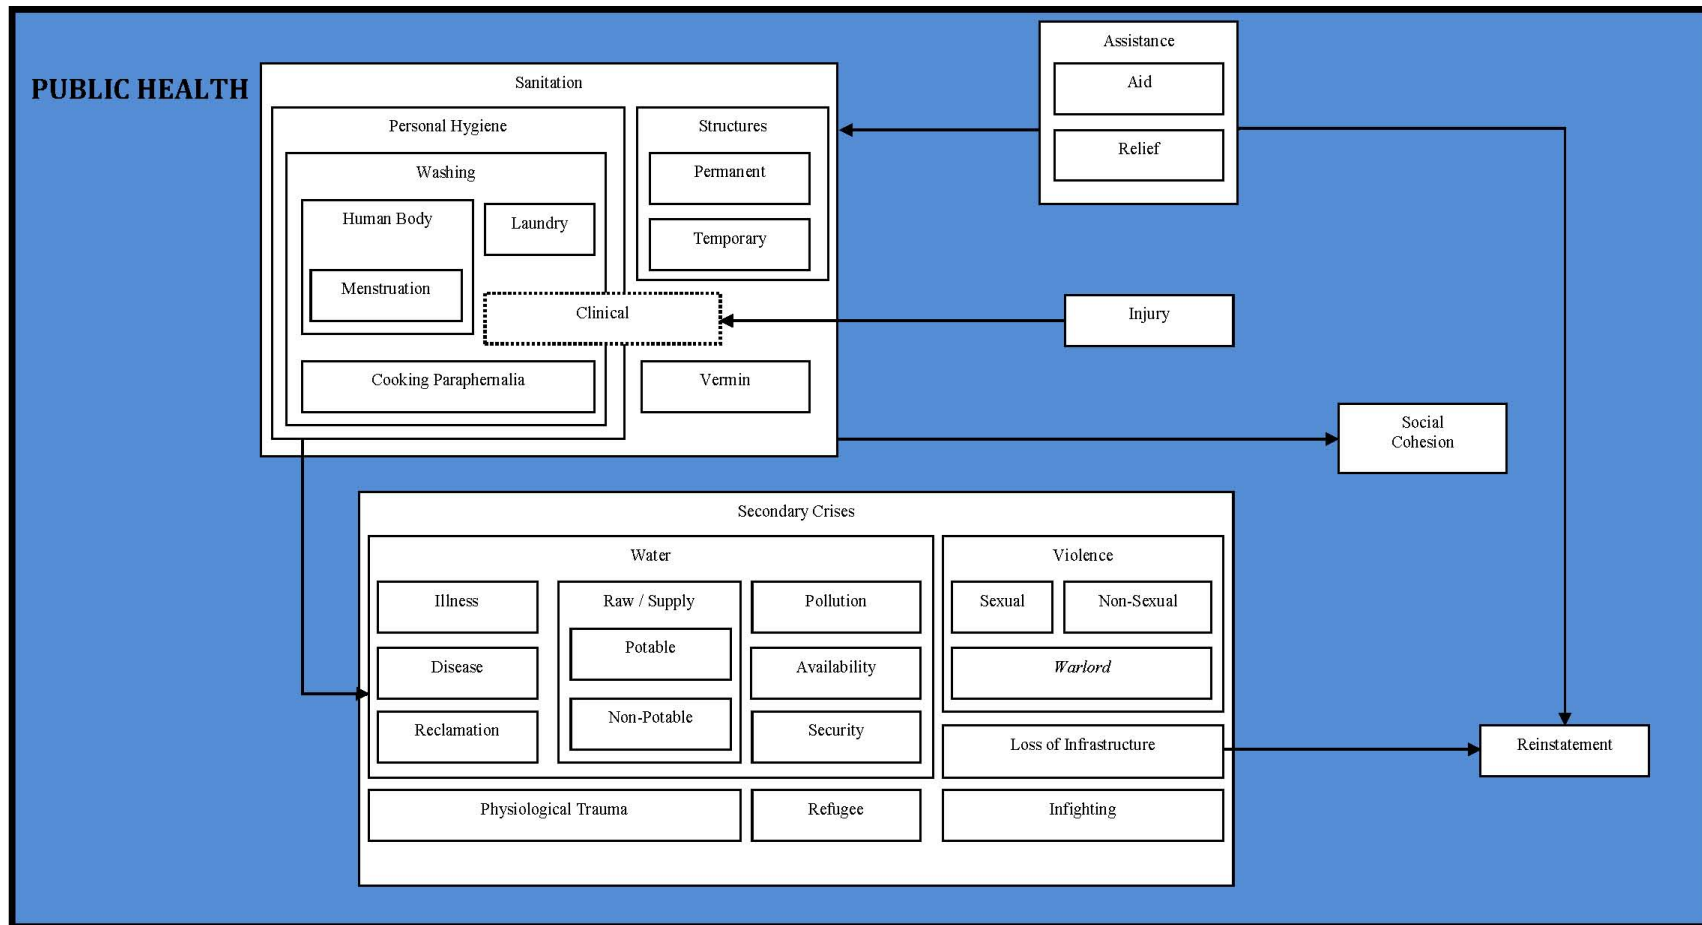 PUBLIC HEALTH
Sanitation
Personal Hygiene
Washing
Human Body
Menstruation
Laundry
Clinical
Cooking Paraphernalia
Structures
Permanent
Temporary
Vermin
Assistance
Aid
Relief
Injury
Social
Cohesion
Secondary Crises
Water
Illness
Disease
Reclamation
Raw / Supply
Potable
Non-Potable
Pollution
Availability
Security
Violence
Sexual
Non-Sexual
Warlord
Loss of Infrastructure
Physiological Trauma
Refugee
Infighting
Reinstatement